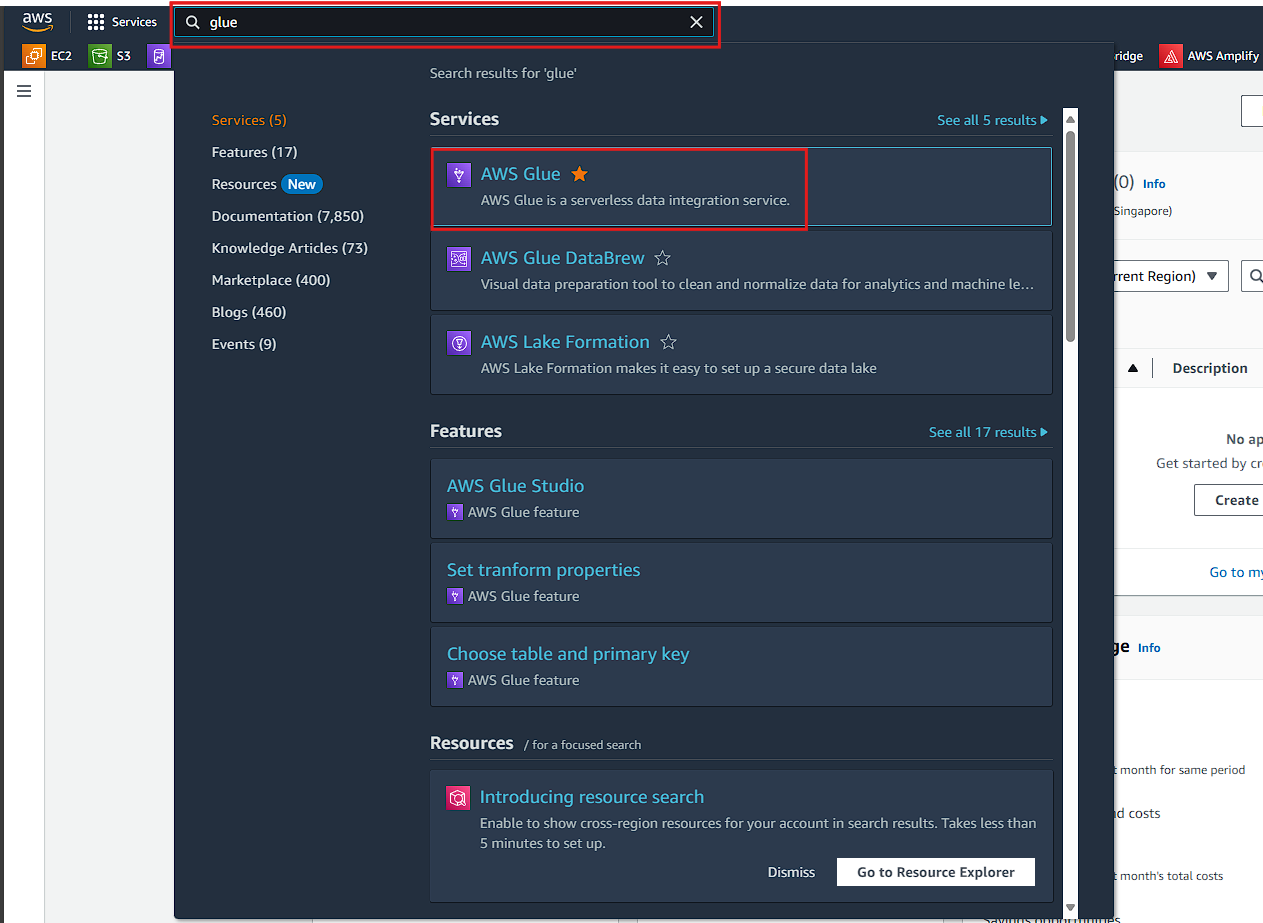 aws
Services
glue
EC2
S3
AWS Amplify
Search results for 'glue'
Services (5)
Features (17)
Resources New
Documentation (7,850)
Knowledge Articles (73)
Marketplace (400)
Blogs (460)
Events (9)
Services
See all 5 results
AWS Glue
AWS Glue is a serverless data integration service.
AWS Glue DataBrew
Visual data preparation tool to clean and normalize data for analytics and machine le...
AWS Lake Formation
AWS Lake Formation makes it easy to set up a secure data lake
Features
See all 17 results
AWS Glue Studio
AWS Glue feature
Set tranform properties
AWS Glue feature
Choose table and primary key
AWS Glue feature
Resources / for a focused search
Introducing resource search
Enable to show cross-region resources for your account in search results. Takes less than
5 minutes to set up.
Dismiss
Go to Resource Explorer
(0) Info
Singapore)
Region)
Description
No
Get started by
Create
Go to
Info
month for same period
costs
month's total costs